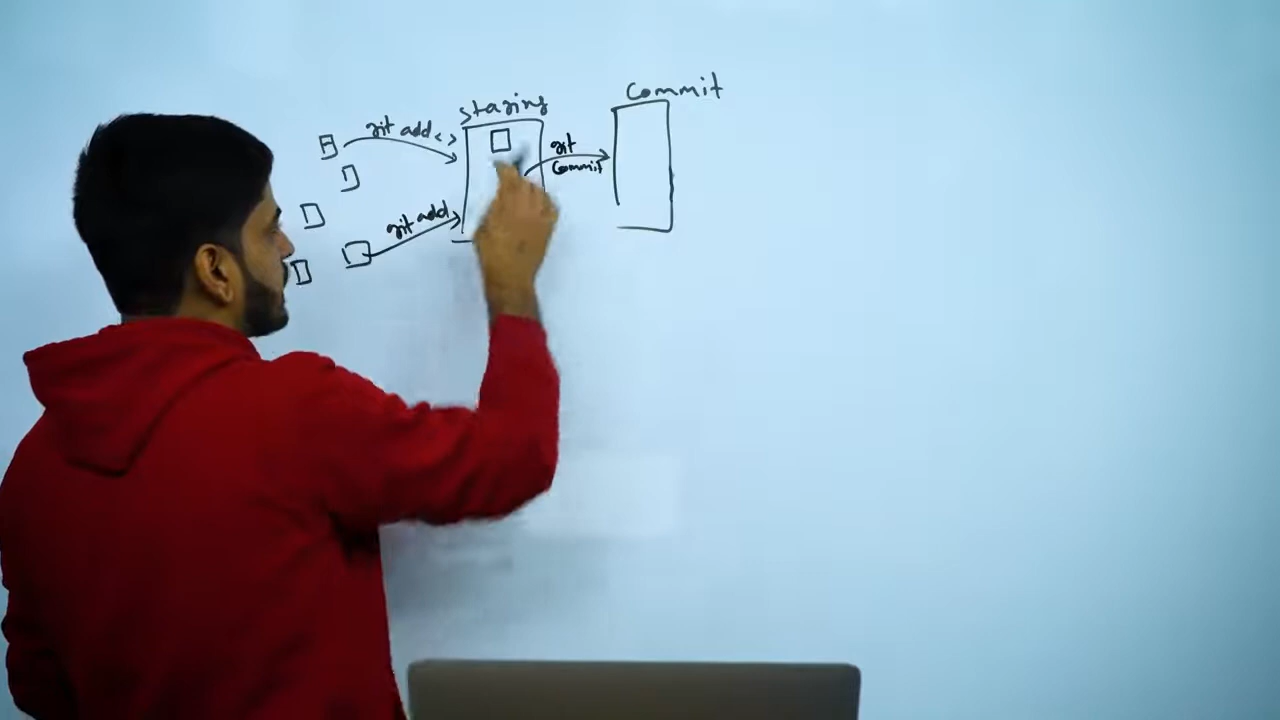 Commit
Staging
git add <>
git
Commit
git add